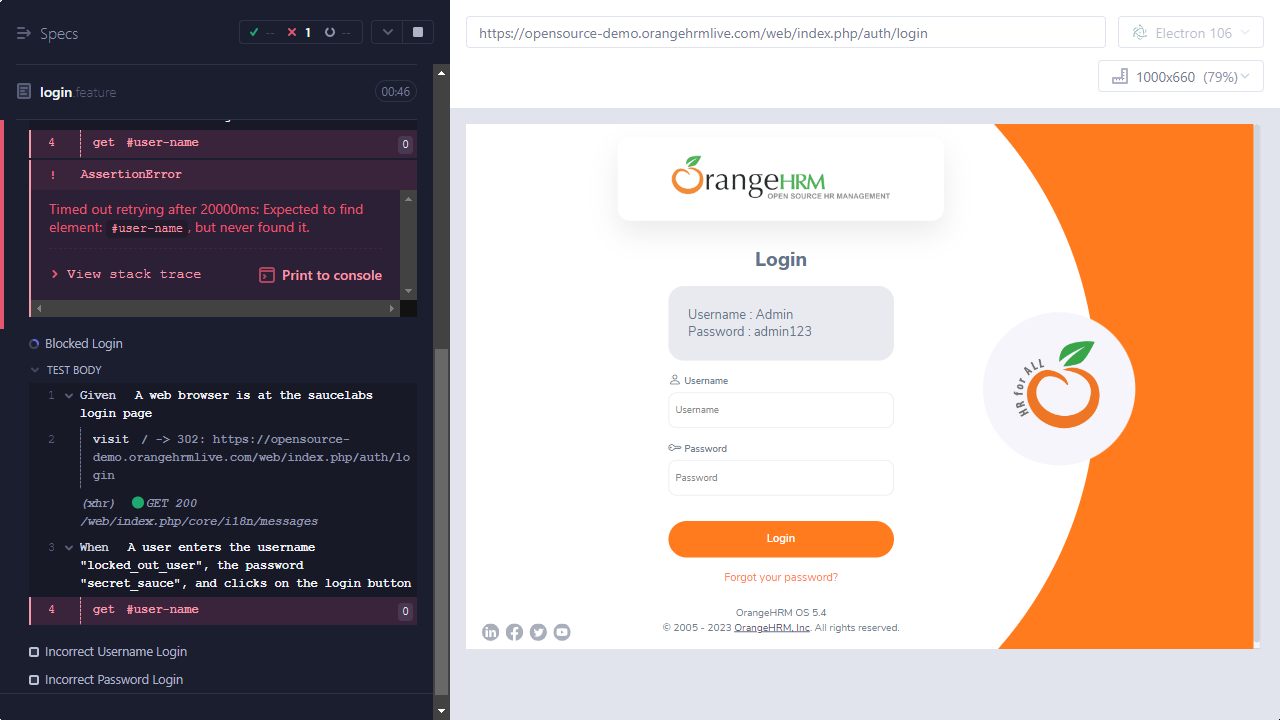 Specs
-- 1 --
login.feature 00:46
4 get #user-name 0
! AssertionError
Timed out retrying after 20000ms: Expected to find
element: #user-name, but never found it.
> View stack trace Print to console
Blocked Login
TEST BODY
1 Given A web browser is at the saucelabs
login page
2 visit / -> 302: https://opensource-
demo.orangehrmlive.com/web/index.php/auth/lo
gin
(xhr) GET 200
/web/index.php/core/i18n/messages
3 When A user enters the username
"locked_out_user", the password
"secret_sauce", and clicks on the login button
4 get #user-name 0
Incorrect Username Login
Incorrect Password Login
https://opensource-demo.orangehrmlive.com/web/index.php/auth/login
Electron 106
1000x660 (79%)
OrangeHRM
OPEN SOURCE HR MANAGEMENT
Login
Username : Admin
Password : admin123
Username
Username
Password
Password
Login
Forgot your password?
OrangeHRM OS 5.4
© 2005 - 2023 OrangeHRM, Inc. All rights reserved.
HR for ALL